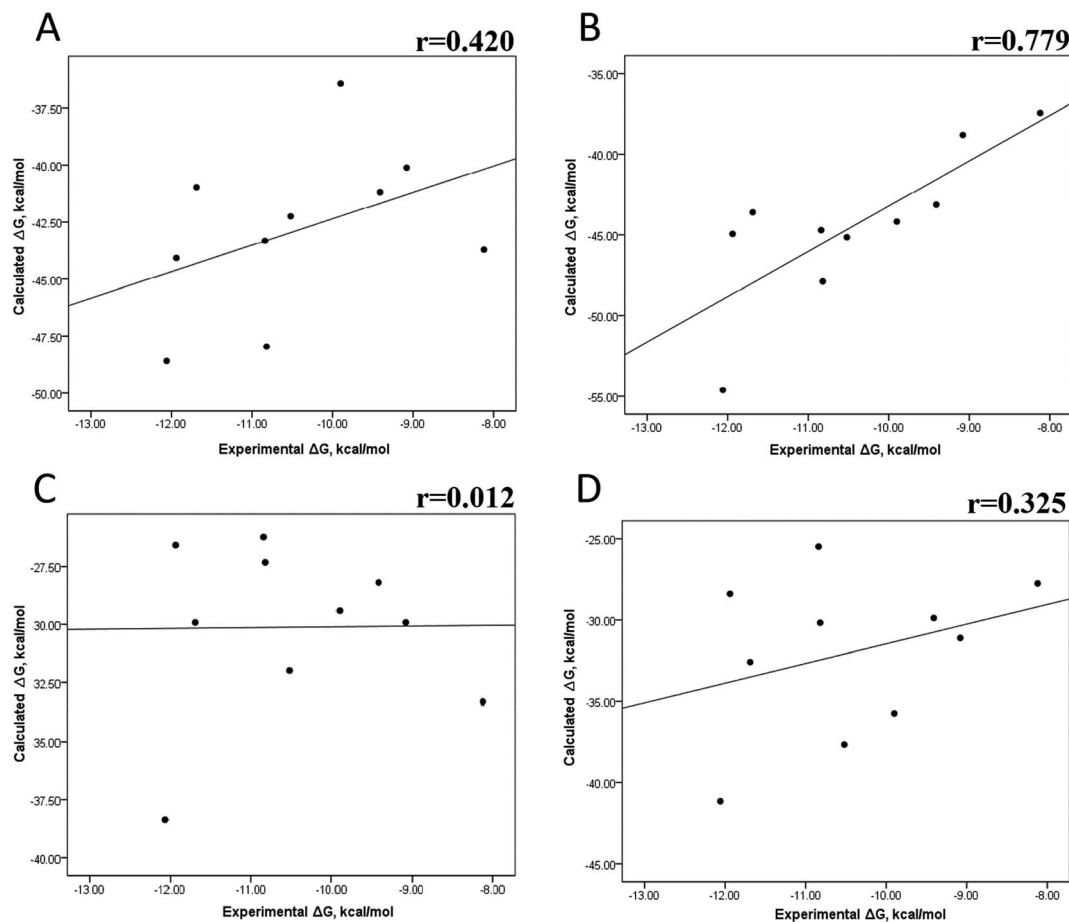 A
r=0.420
Calculated ΔG, kcal/mol
-37.50
-40.00
-42.50
-45.00
-47.50
-50.00
-13.00 -12.00 -11.00 -10.00 -9.00 -8.00
Experimental ΔG, kcal/mol
B
r=0.779
Calculated ΔG, kcal/mol
-35.00
-40.00
-45.00
-50.00
-55.00
-13.00 -12.00 -11.00 -10.00 -9.00 -8.00
Experimental ΔG, kcal/mol
C
r=0.012
Calculated ΔG, kcal/mol
-27.50
-30.00
-32.50
-35.00
-37.50
-40.00
-13.00 -12.00 -11.00 -10.00 -9.00 -8.00
Experimental ΔG, kcal/mol
D
r=0.325
Calculated ΔG, kcal/mol
-25.00
-30.00
-35.00
-40.00
-45.00
-13.00 -12.00 -11.00 -10.00 -9.00 -8.00
Experimental ΔG, kcal/mol